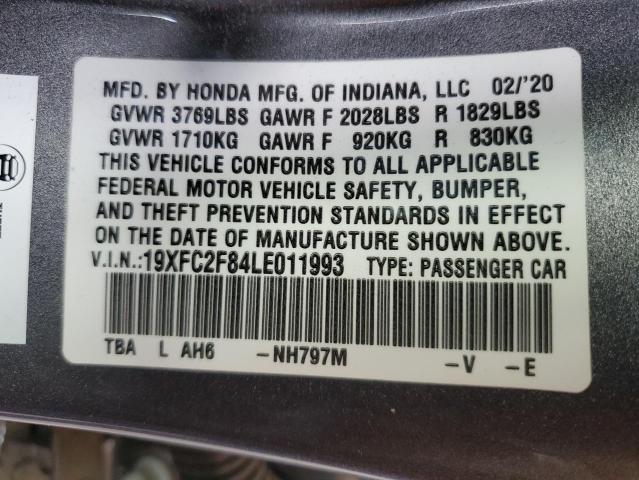 MFD. BY HONDA MFG. OF INDIANA, LLC 02/'20
GVWR 3769LBS GAWR F 2028LBS R 1829LBS
GVWR 1710KG GAWR F 920KG R 830KG
THIS VEHICLE CONFORMS TO ALL APPLICABLE
FEDERAL MOTOR VEHICLE SAFETY, BUMPER,
AND THEFT PREVENTION STANDARDS IN EFFECT
ON THE DATE OF MANUFACTURE SHOWN ABOVE.
V.I.N.:19XFC2F84LE011993 TYPE: PASSENGER CAR
TBA L AH6 -NH797M -V -E